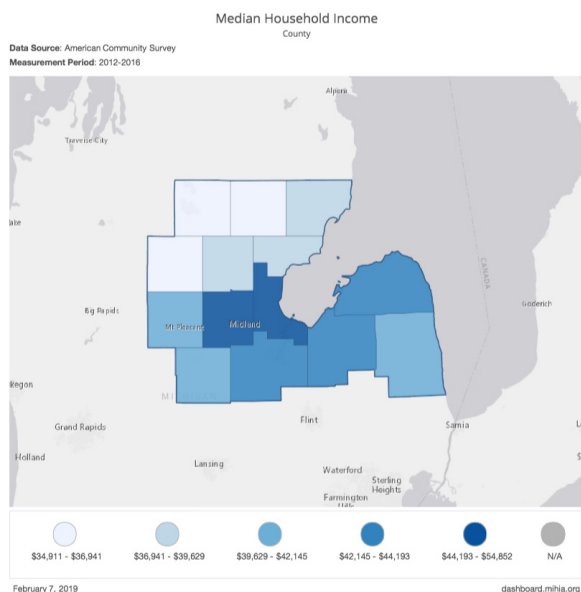 Median Household Income
County
Data Source: American Community Survey
Measurement Period: 2012-2016
Alpena
Traverse City
lake
CANADA
Goderich
Big Rapids
Mt Pleasant
Midland
egon
Grand Rapids
Flint
Sarnia
Holland
Lansing
Waterford
Sterling
Heights
Farmington
Hills
$34,911 - $36,941
$36,941 - $39,629
$39,629 - $42,145
$42,145 - $44,193
$44,193 - $54,852
N/A
February 7, 2019
dashboard.mihia.org